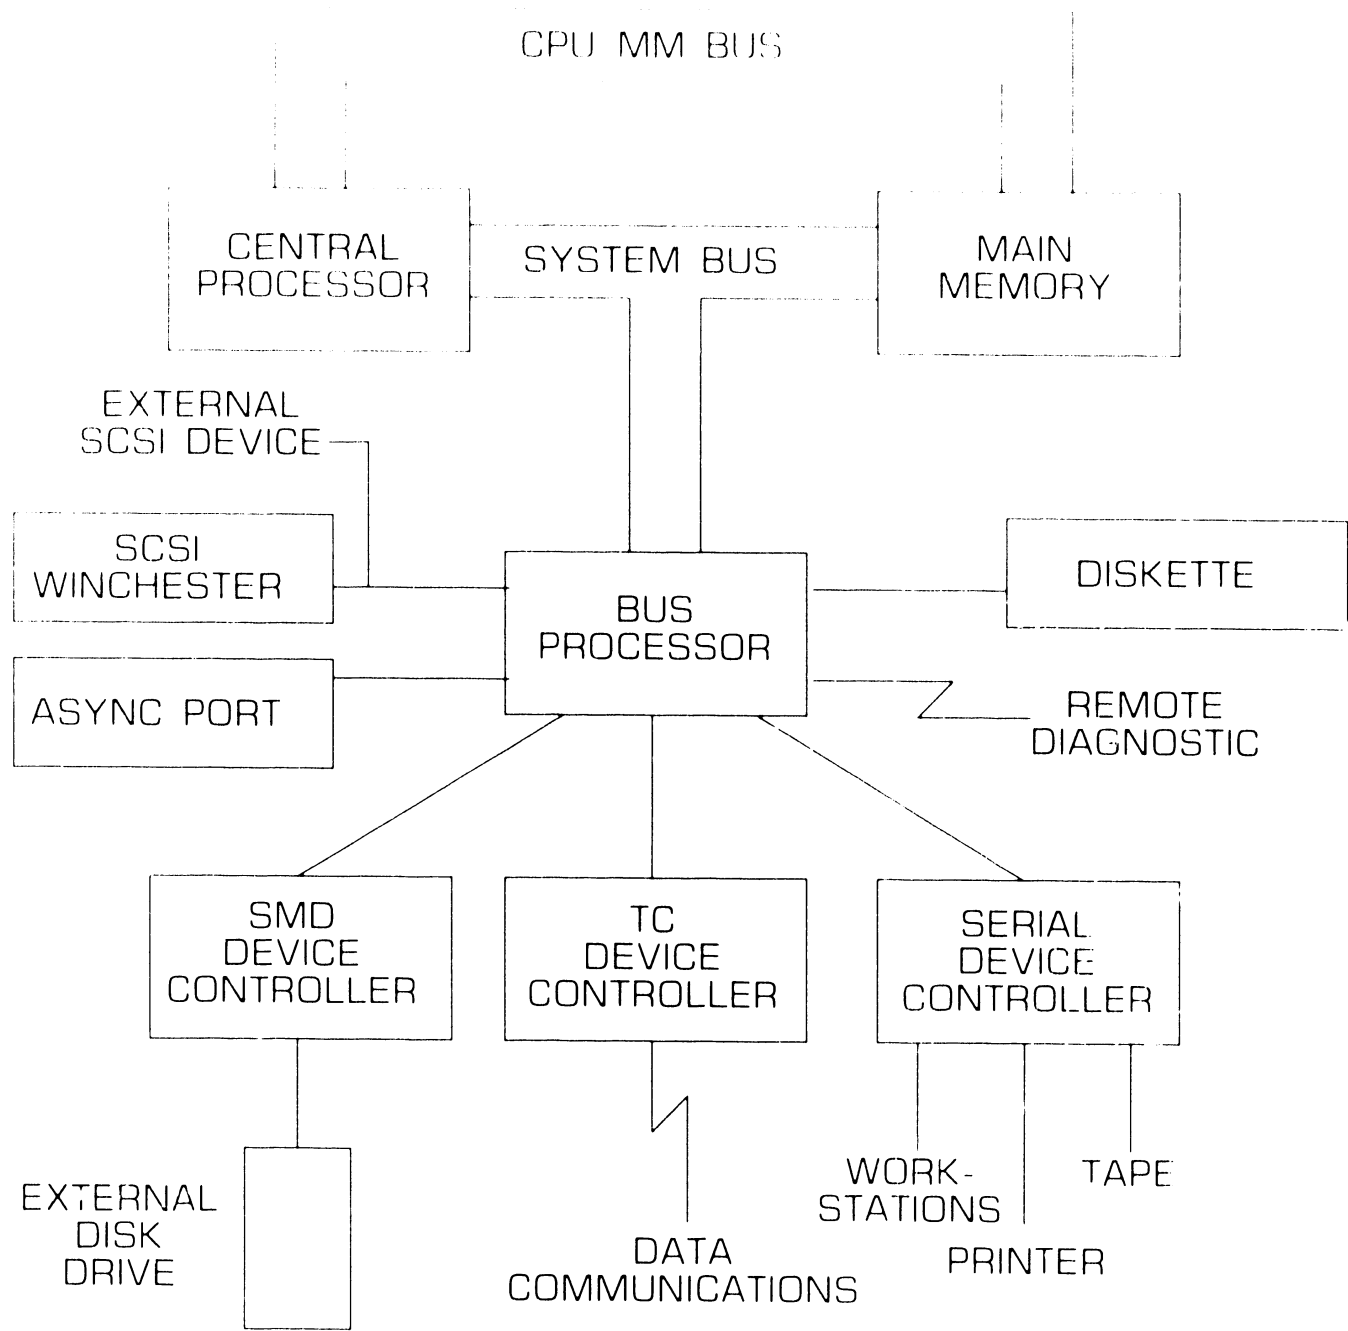 CPU MM BUS
CENTRAL
PROCESSOR
SYSTEM BUS
MAIN
MEMORY
EXTERNAL
SCSI DEVICE
SCSI
WINCHESTER
BUS
PROCESSOR
DISKETTE
ASYNC PORT
REMOTE
DIAGNOSTIC
SMD
DEVICE
CONTROLLER
TC
DEVICE
CONTROLLER
SERIAL
DEVICE
CONTROLLER
EXTERNAL
DISK
DRIVE
DATA
COMMUNICATIONS
WORK-
STATIONS
PRINTER
TAPE